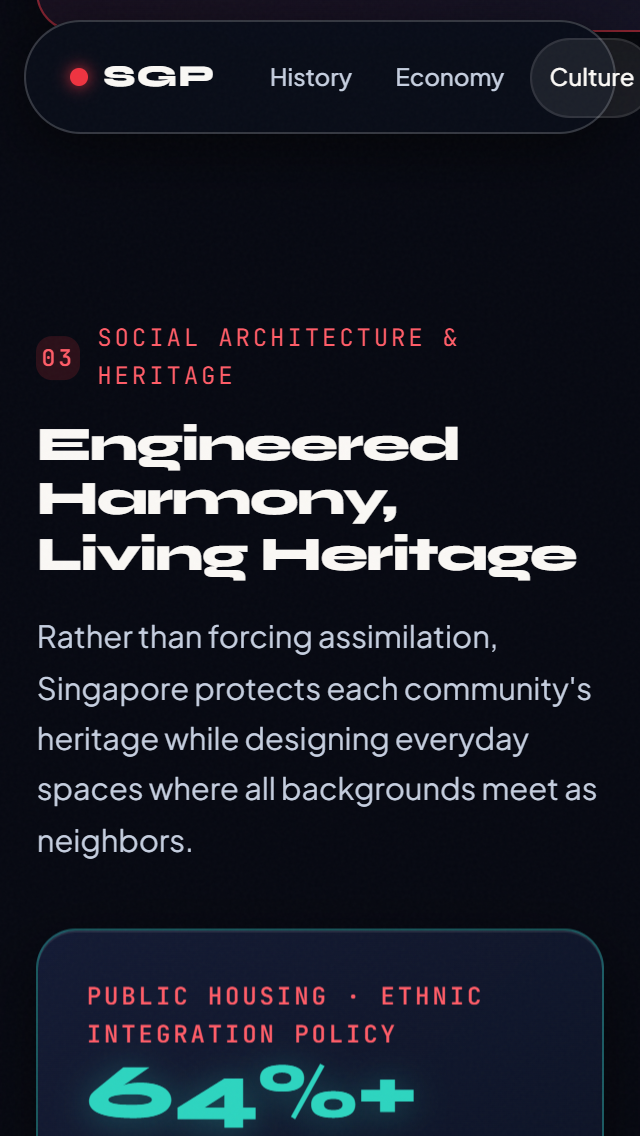 SGP History Economy Culture
03 SOCIAL ARCHITECTURE &
HERITAGE
Engineered
Harmony,
Living Heritage
Rather than forcing assimilation,
Singapore protects each community's
heritage while designing everyday
spaces where all backgrounds meet as
neighbors.
PUBLIC HOUSING · ETHNIC
INTEGRATION POLICY
64%+